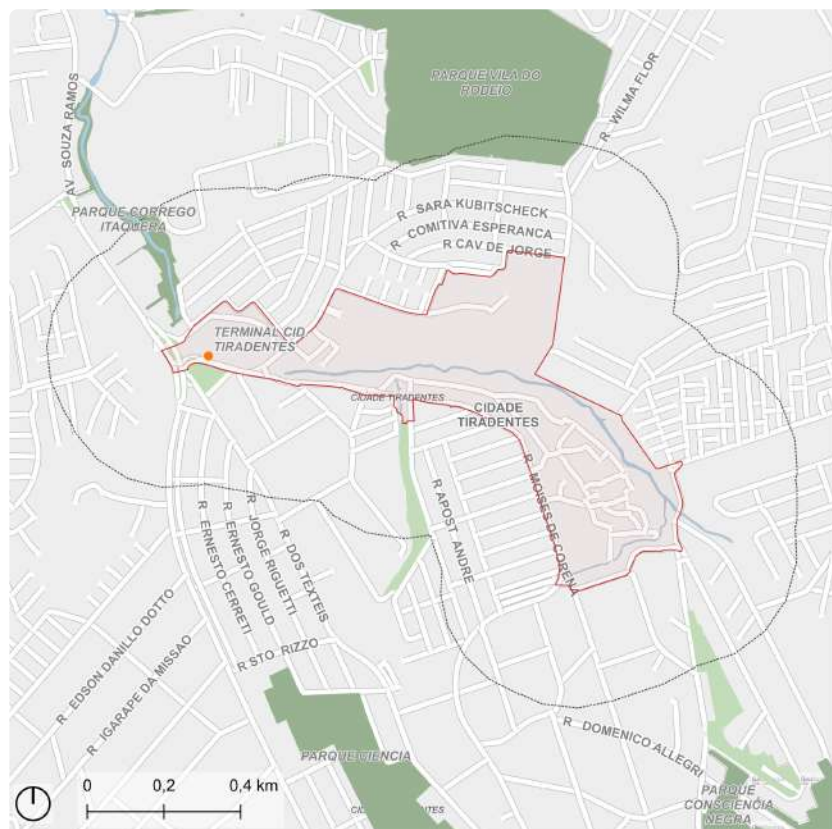 PARQUE VILA DO
RODEIO
R WILMA FLOR
AV SOUZA RAMOS
PARQUE CORREGO
ITAQUERA
R SARA KUBITSCHECK
R COMITIVA ESPERANCA
R CAV DE JORGE
TERMINAL CID
TIRADENTES
CIDADE TIRADENTES
CIDADE
TIRADENTES
R MOISES DE CORENA
R APOST ANDRE
R DOS TEXTEIS
R JORGE RIGUETTI
R ERNESTO GOULD
R ERNESTO CERRETI
R EDSON DANILLO DOTTO
R IGARAPE DA MISSAO
R STO RIZZO
PARQUE CIENCIA
R DOMENICO ALLEGRI
PARQUE
CONSCIENCIA
NEGRA
0 0,2 0,4 km